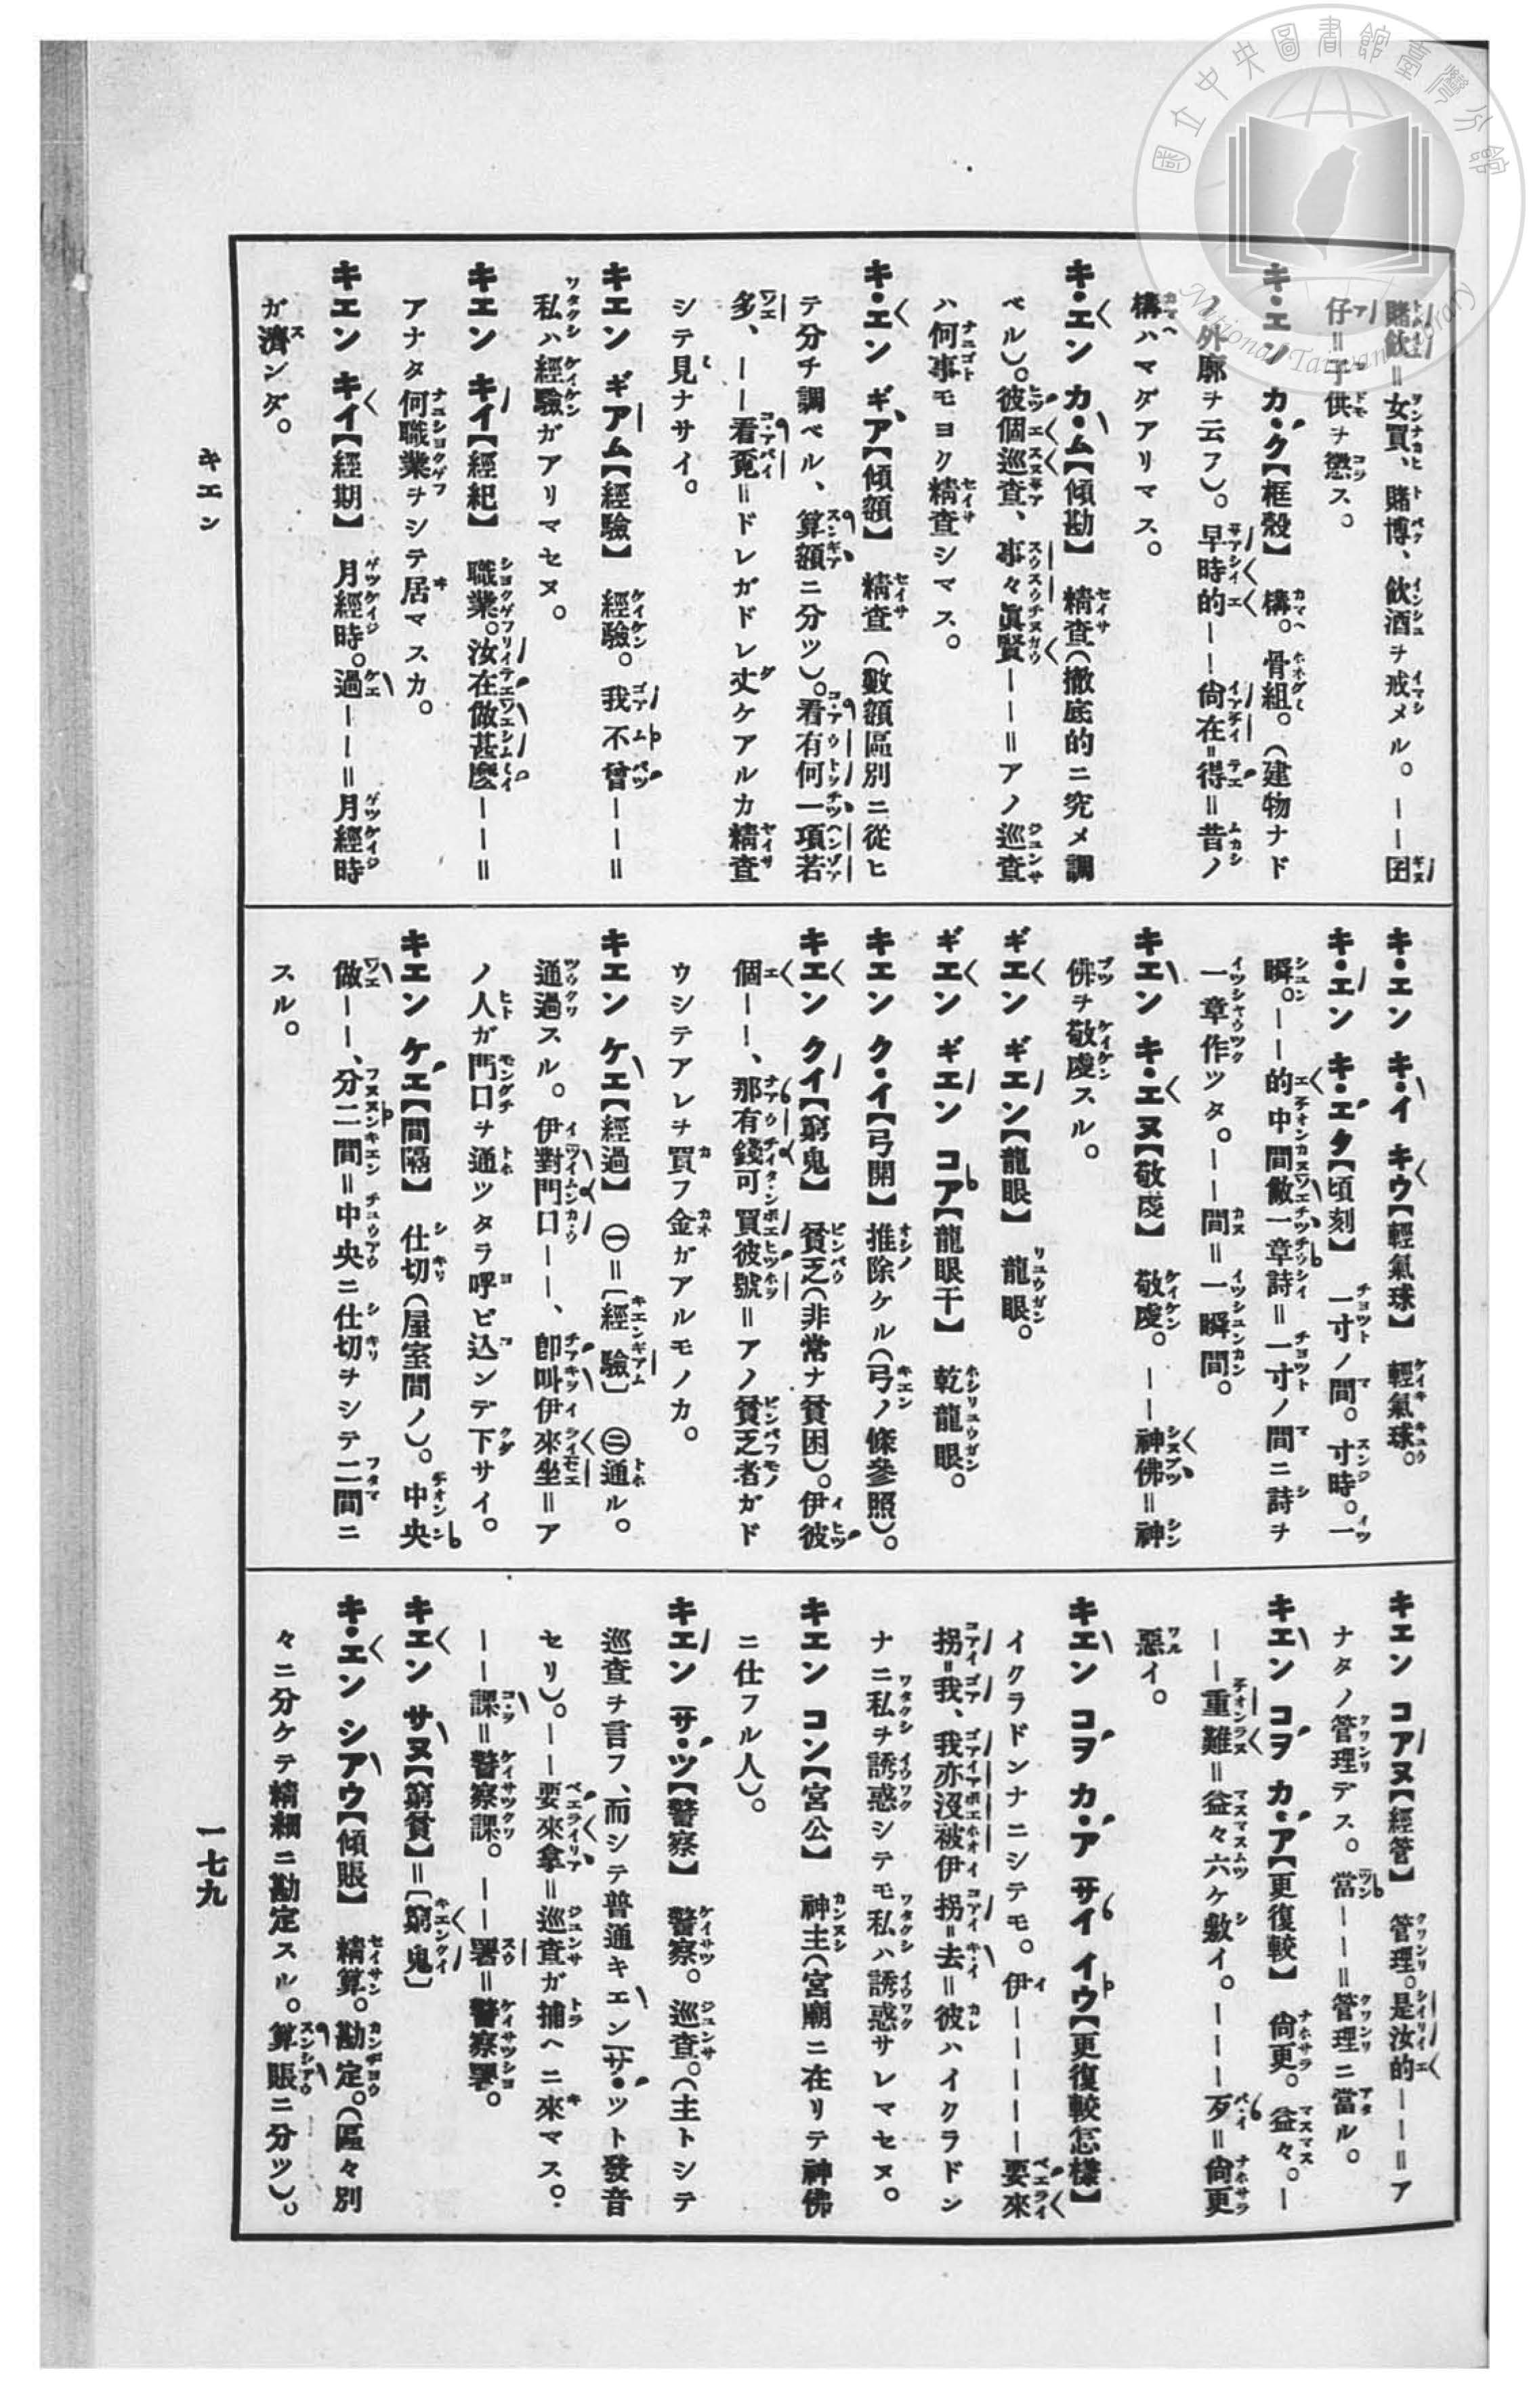 國立中央圖書館臺灣分館
National Taiwan Library
賭飲＝女買、賭博、飲酒ヲ戒メル。――囝
仔＝子供ヲ懲ス。
キ・エン カ・ク【框殼】 構。骨組。（建物ナド
ノ外廓ヲ云フ）。早時的――尙在＝得＝昔ノ
構ハマダアリマス。
キ・エン カ・ム【傾勘】 精查（徹底的ニ究メ調
ベル）。彼個巡查、事々眞賢――＝アノ巡查
ハ何事モヨク精查シマス。
キ・エン ギア【傾額】 精查（數額區別ニ從ヒ
テ分チ調ベル、算額ニ分ツ）。看有何一項若
多、――看覔＝ドレガドレ丈ケアルカ精查
シテ見ナサイ。
キエン ギアム【經驗】 經驗。我不曾――＝
私ハ經驗ガアリマセヌ。
キエン キイ【經紀】 職業。汝在做甚麼――＝
アナタ何職業ヲシテ居マスカ。
キエン キイ【經期】 月經時。過――＝月經時
ガ濟ンダ。
キ・エン キ・イ キウ【輕氣球】 輕氣球。
キ・エン キ・エク【頃刻】 一寸ノ間。寸時。一
瞬。――的中間做一章詩＝一寸ノ間ニ詩ヲ
一章作ツタ。――間＝一瞬間。
キエン キ・エヌ【敬虔】 敬虔。――神佛＝神
佛ヲ敬虔スル。
ギエン ギエン【龍眼】 龍眼。
ギエン ギエン コア【龍眼干】 乾龍眼。
キエン ク・イ【弓開】 推除ケル（弓ノ條參照）。
キエン クイ【窮鬼】 貧乏（非常ナ貧困）。伊彼
個――、那有錢可買彼號＝アノ貧乏者ガド
ウシテアレヲ買フ金ガアルモノカ。
キエン ケエ【經過】 ㊀＝〔經驗〕 ㊁通ル。
通過スル。伊對門口――、卽叫伊來坐＝ア
ノ人ガ門口ヲ通ツタラ呼ビ込ンデ下サイ。
キエン ケエ【間隔】 仕切（屋室間ノ）。中央
做――、分二間＝中央ニ仕切ヲシテ二間ニ
スル。
キエン コアヌ【經管】 管理。是汝的――＝ア
ナタノ管理デス。當――＝管理ニ當ル。
キエン コヲ カ・ア【更復較】 尙更。益々。―
――重難＝益々六ケ敷イ。―――歹＝尙更
惡イ。
キエン コヲ カ・ア サイ イウ【更復較怎樣】
イクラドンナニシテモ。伊―――――要來
拐＝我、我亦沒被伊拐＝去＝彼ハイクラドン
ナニ私ヲ誘惑シテモ私ハ誘惑サレマセヌ。
キエン コン【宮公】 神主（宮廟ニ在リテ神佛
ニ仕フル人）。
キエン サ・ツ【警察】 警察。巡查。（主トシテ
巡查ヲ言フ、而シテ普通キエン サ・ツト發音
セリ）。――要來拿＝巡查ガ捕ヘニ來マス。
――課＝警察課。――署＝警察署。
キエン サヌ【窮貧】＝〔窮鬼〕
キ・エン シアウ【傾賬】 精算。勘定。（區々別
々ニ分ケテ精細ニ勘定スル。算賬ニ分ツ）。
キエン
一七九